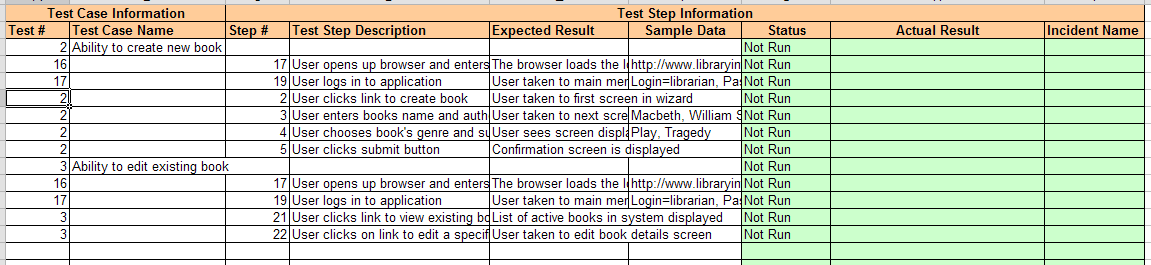 Test Case Information Test Step Information
Test # Test Case Name Step # Test Step Description Expected Result Sample Data Status Actual Result Incident Name
2 Ability to create new book Not Run
16 17 User opens up browser and enters The browser loads the l http://www.libraryin Not Run
17 19 User logs in to application User taken to main mer Login=librarian, Pa Not Run
2 2 User clicks link to create book User taken to first screen in wizard Not Run
2 3 User enters books name and auth User taken to next scre Macbeth, William S Not Run
2 4 User chooses book's genre and su User sees screen displa Play, Tragedy Not Run
2 5 User clicks submit button Confirmation screen is displayed Not Run
3 Ability to edit existing book Not Run
16 17 User opens up browser and enters The browser loads the l http://www.libraryin Not Run
17 19 User logs in to application User taken to main mer Login=librarian, Pa Not Run
3 21 User clicks link to view existing bo List of active books in system displayed Not Run
3 22 User clicks on link to edit a specif User taken to edit book details screen Not Run